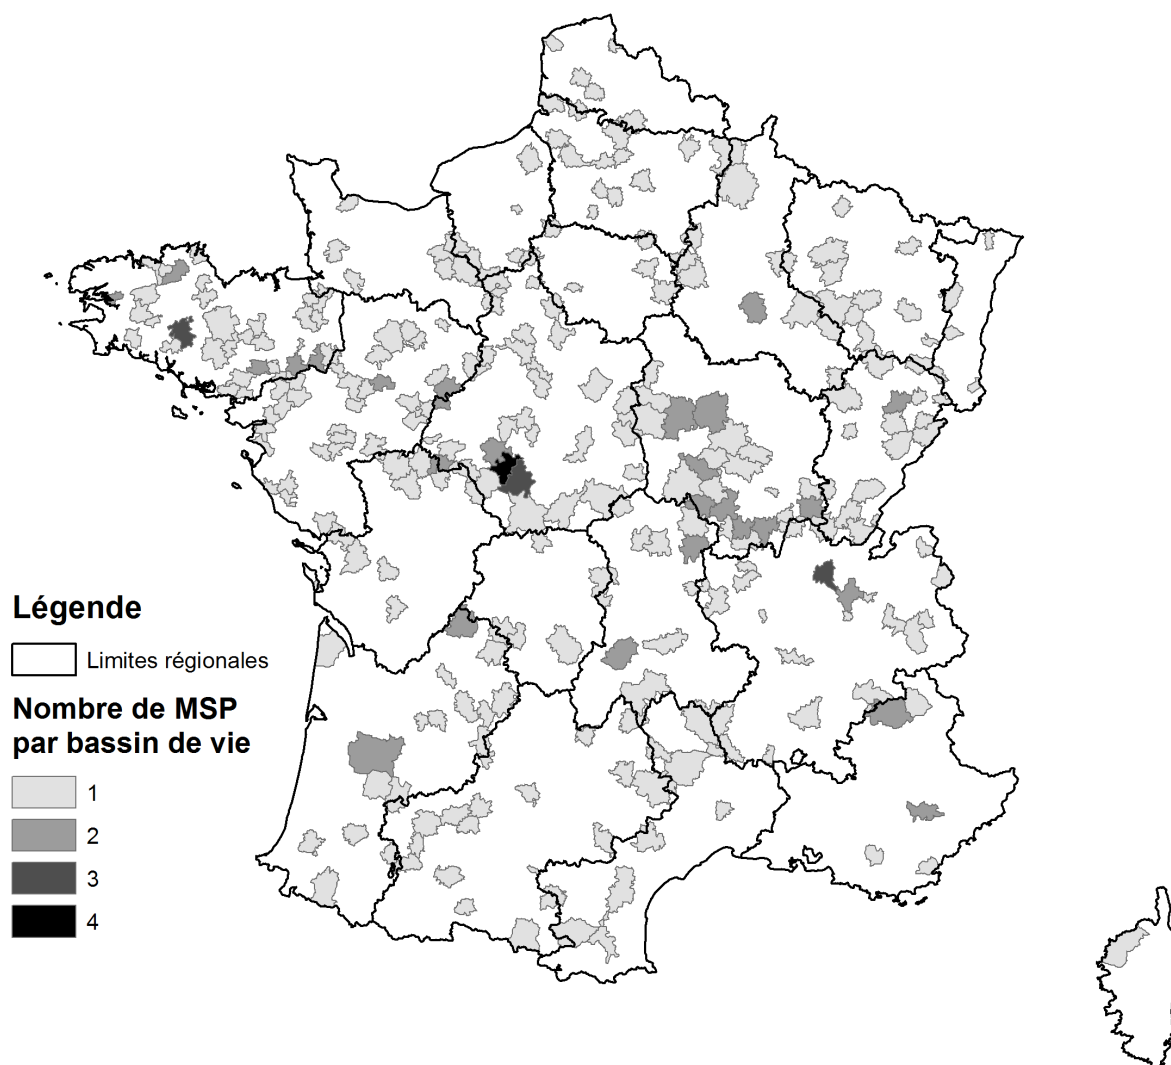 Légende
Limites régionales
Nombre de MSP
par bassin de vie
1
2
3
4